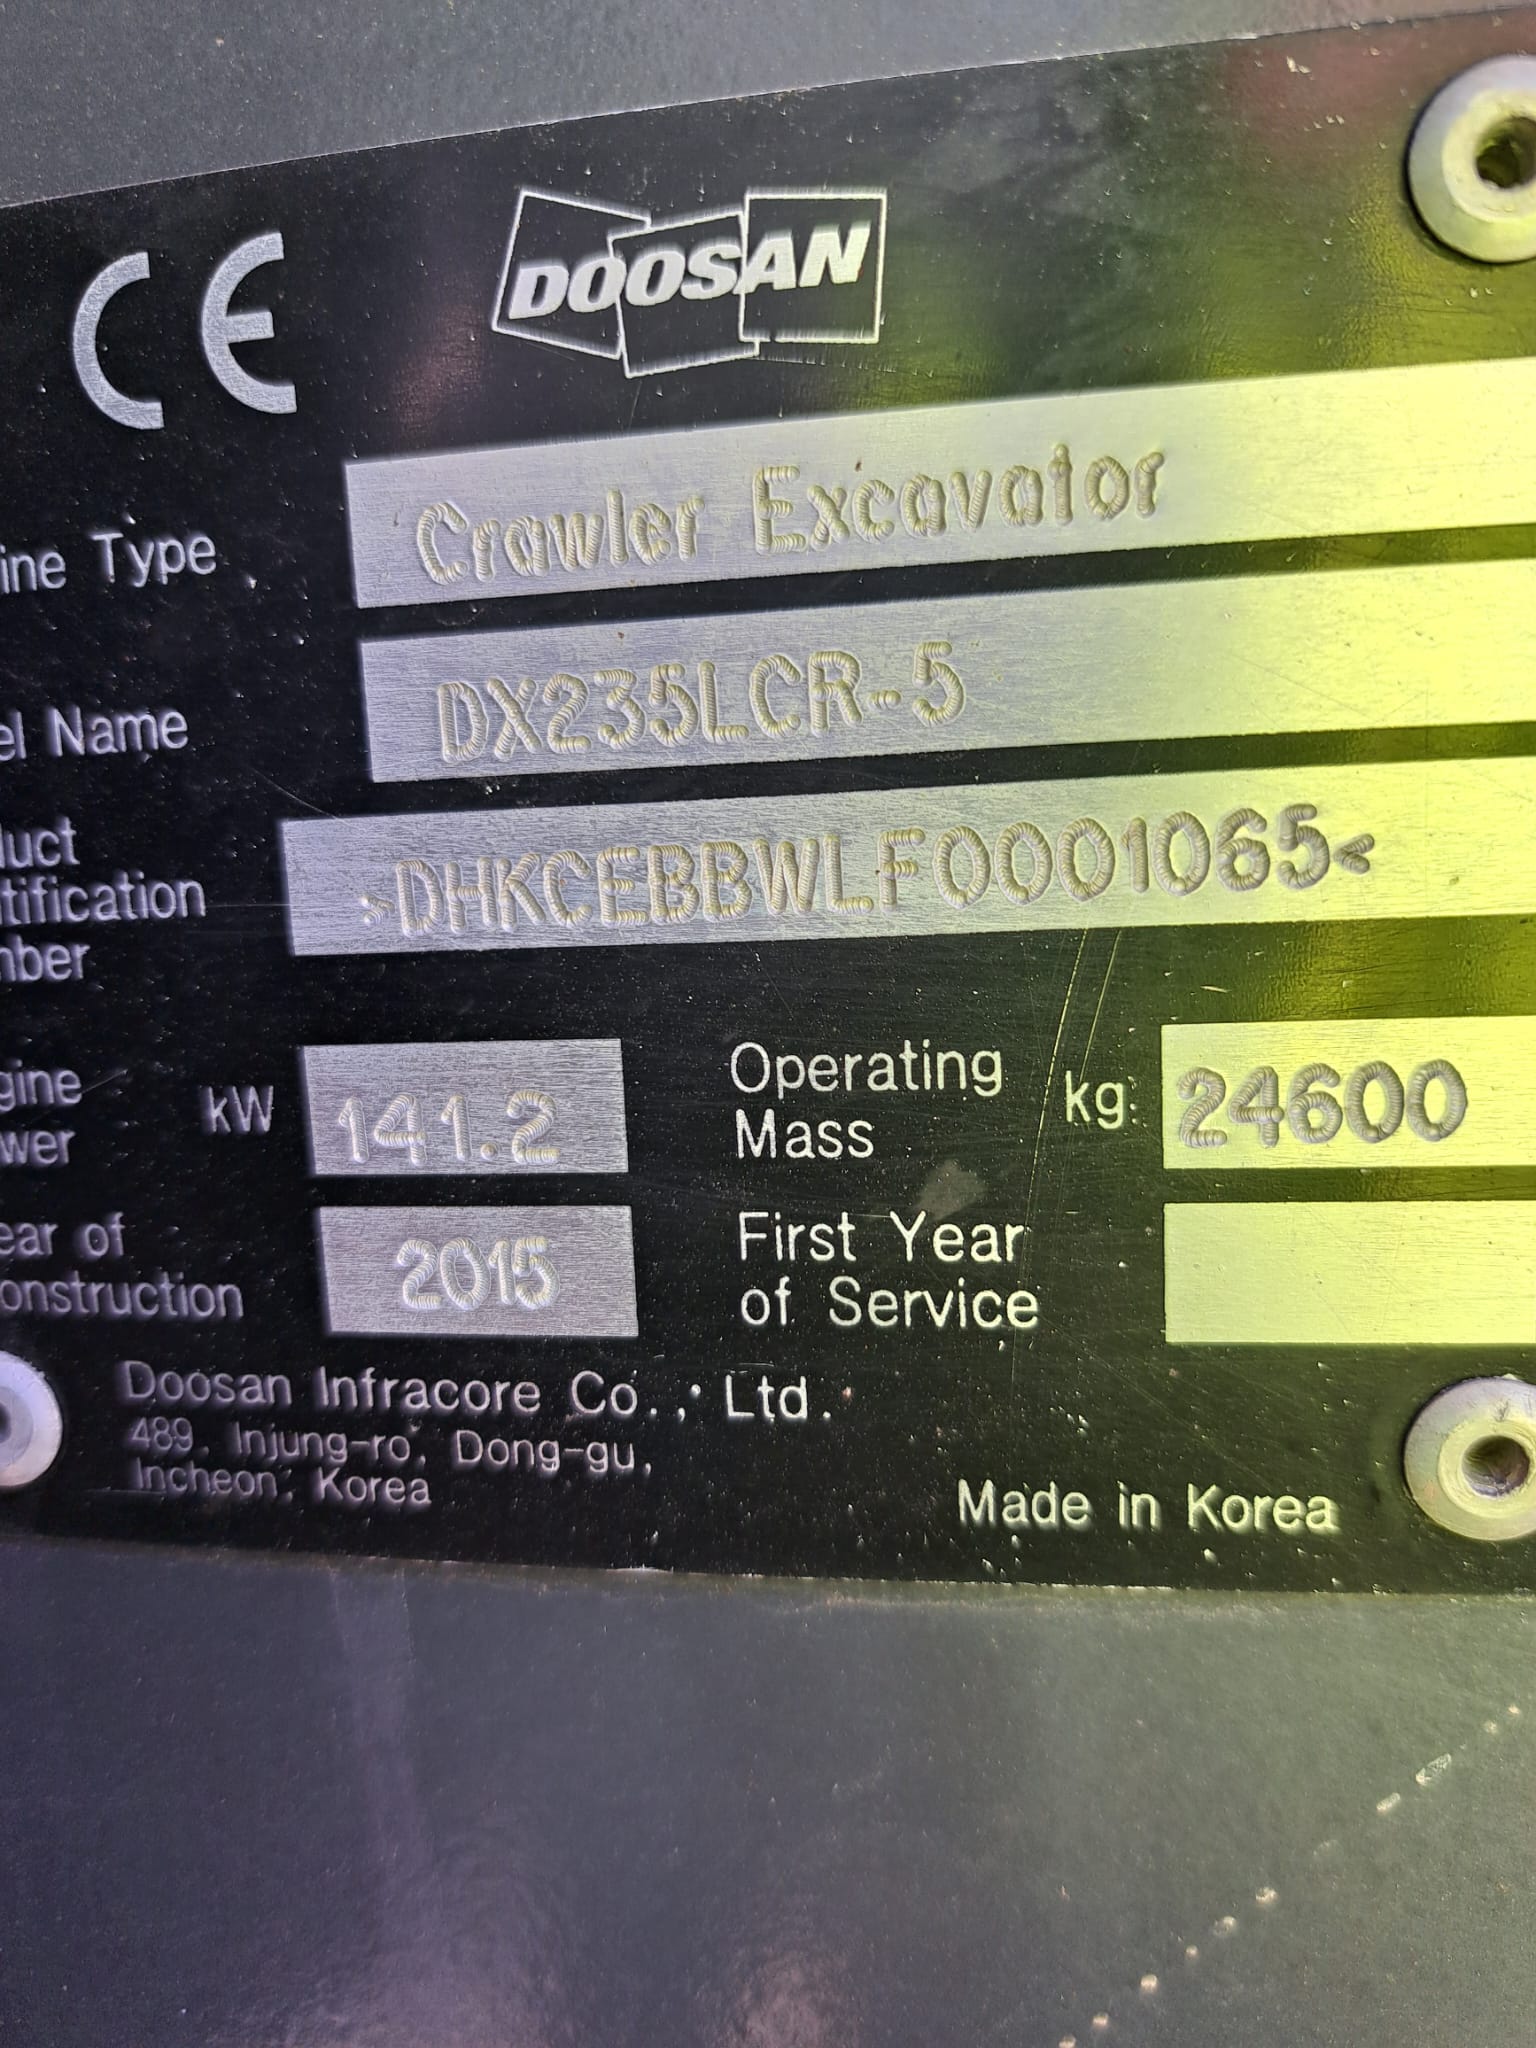 CE DOOSAN
ine Type Crawler Excavator
el Name DX235LCR-5
duct
ntification >DHKCEBBWLF0001065<
mber
gine
wer kW 141.2 Operating
Mass kg 24600
ear of
onstruction 2015 First Year
of Service
Doosan Infracore Co., Ltd.
489, Injung-ro, Dong-gu,
Incheon, Korea
Made in Korea